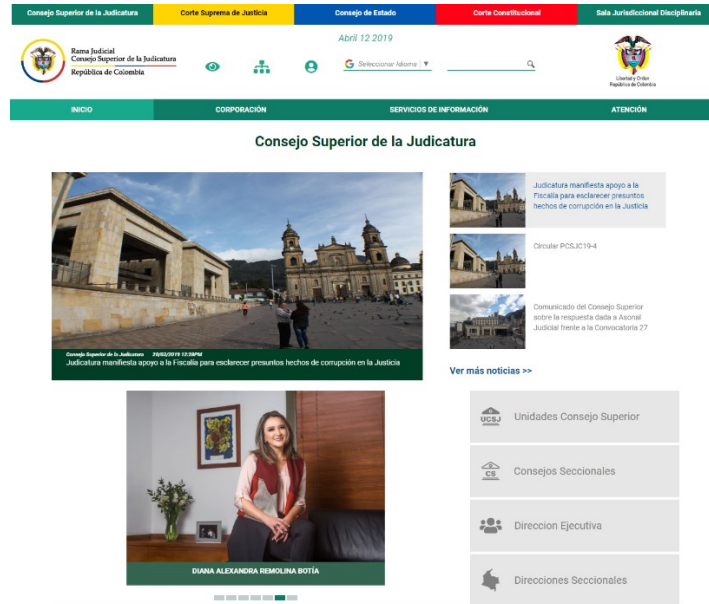 Consejo Superior de la Judicatura
Corte Suprema de Justicia
Consejo de Estado
Corte Constitucional
Sala Jurisdiccional Disciplinaria
Rama Judicial
Consejo Superior de la Judicatura
República de Colombia
Abril 12 2019
G Seleccionar Idioma | ▼
Libertad y Orden
República de Colombia
INICIO
CORPORACIÓN
SERVICIOS DE INFORMACIÓN
ATENCIÓN
Consejo Superior de la Judicatura
Consejo Superior de la Judicatura 20/03/2019 12:28PM
Judicatura manifiesta apoyo a la Fiscalía para esclarecer presuntos hechos de corrupción en la Justicia
Judicatura manifiesta apoyo a la
Fiscalía para esclarecer presuntos
hechos de corrupción en la Justicia
Circular PCSJC19-4
Comunicado del Consejo Superior
sobre la respuesta dada a Asonal
Judicial frente a la Convocatoria 27
Ver más noticias >>
DIANA ALEXANDRA REMOLINA BOTÍA
UCSJ
Unidades Consejo Superior
CS
Consejos Seccionales
Direccion Ejecutiva
Direcciones Seccionales